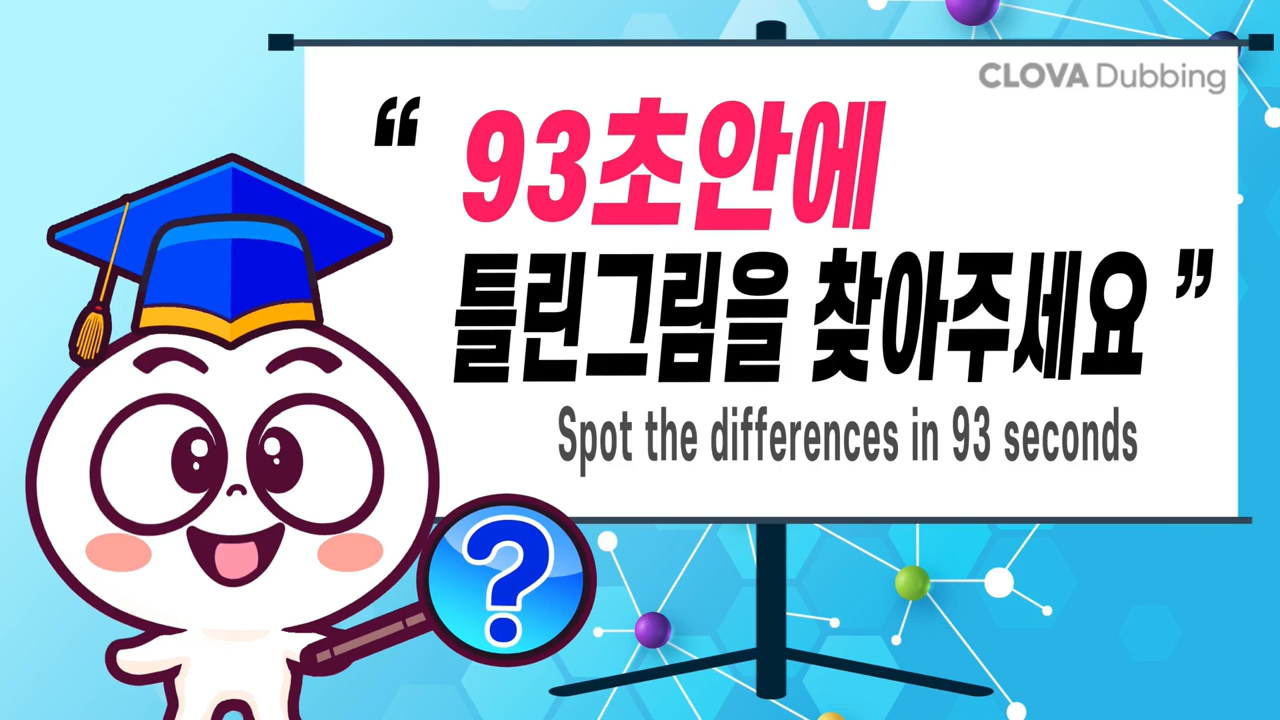 CLOVA Dubbing
“ 93초안에
틀린그림을 찾아주세요 ”
Spot the differences in 93 seconds
?